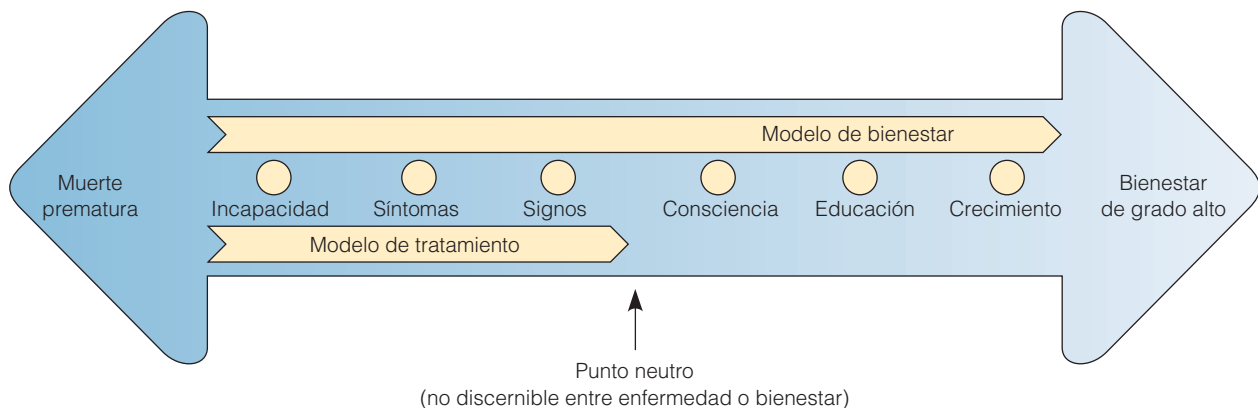 Modelo de bienestar
Muerte
prematura
Incapacidad
Síntomas
Signos
Consciencia
Educación
Crecimiento
Bienestar
de grado alto
Modelo de tratamiento
Punto neutro
(no discernible entre enfermedad o bienestar)